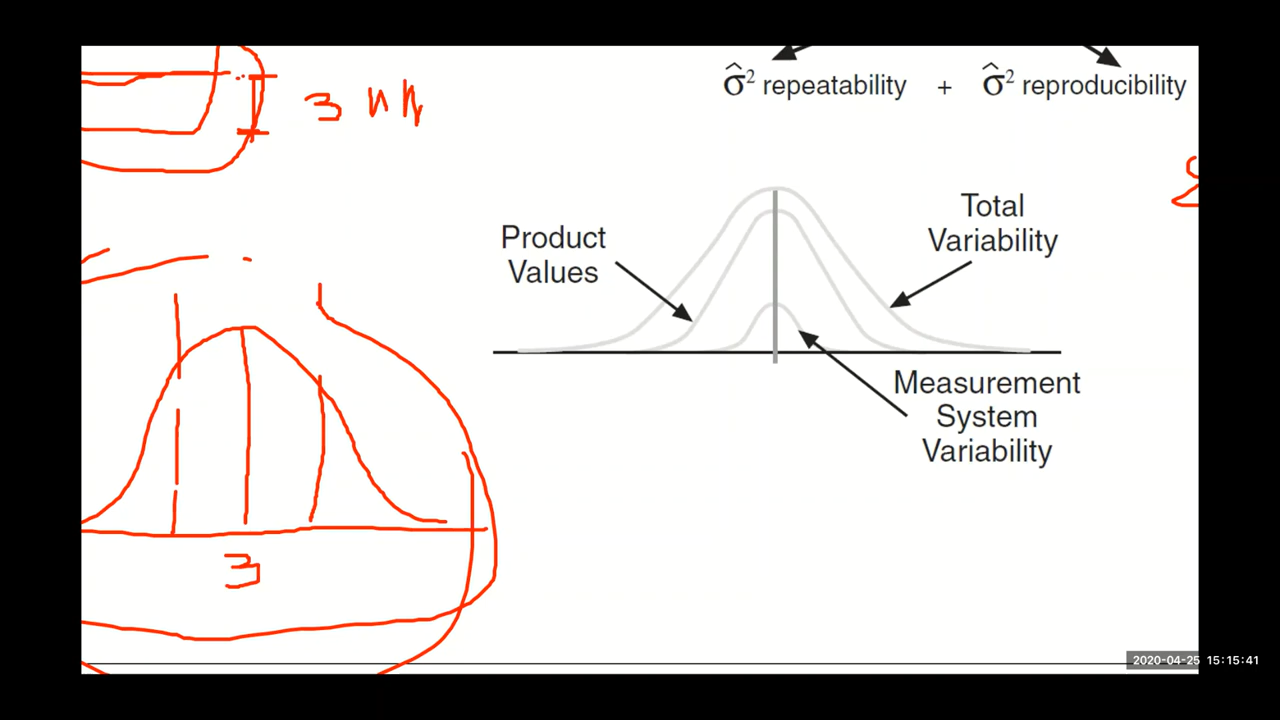 σ̂² repeatability + σ̂² reproducibility
3
Product
Values
Total
Variability
Measurement
System
Variability
3
2020-04-25 15:15:41